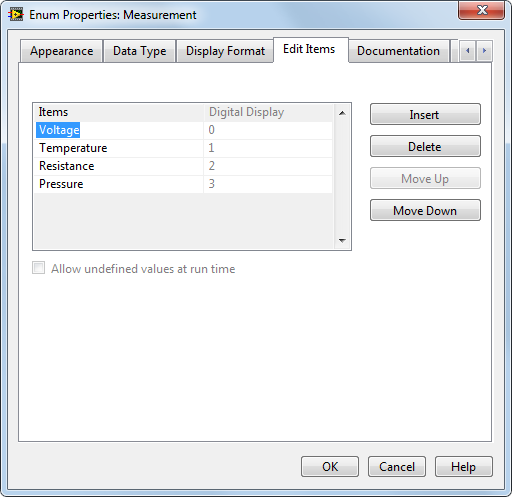 Enum Properties: Measurement
Appearance Data Type Display Format Edit Items Documentation
Items Digital Display
Voltage 0
Temperature 1
Resistance 2
Pressure 3
Insert
Delete
Move Up
Move Down
Allow undefined values at run time
OK Cancel Help